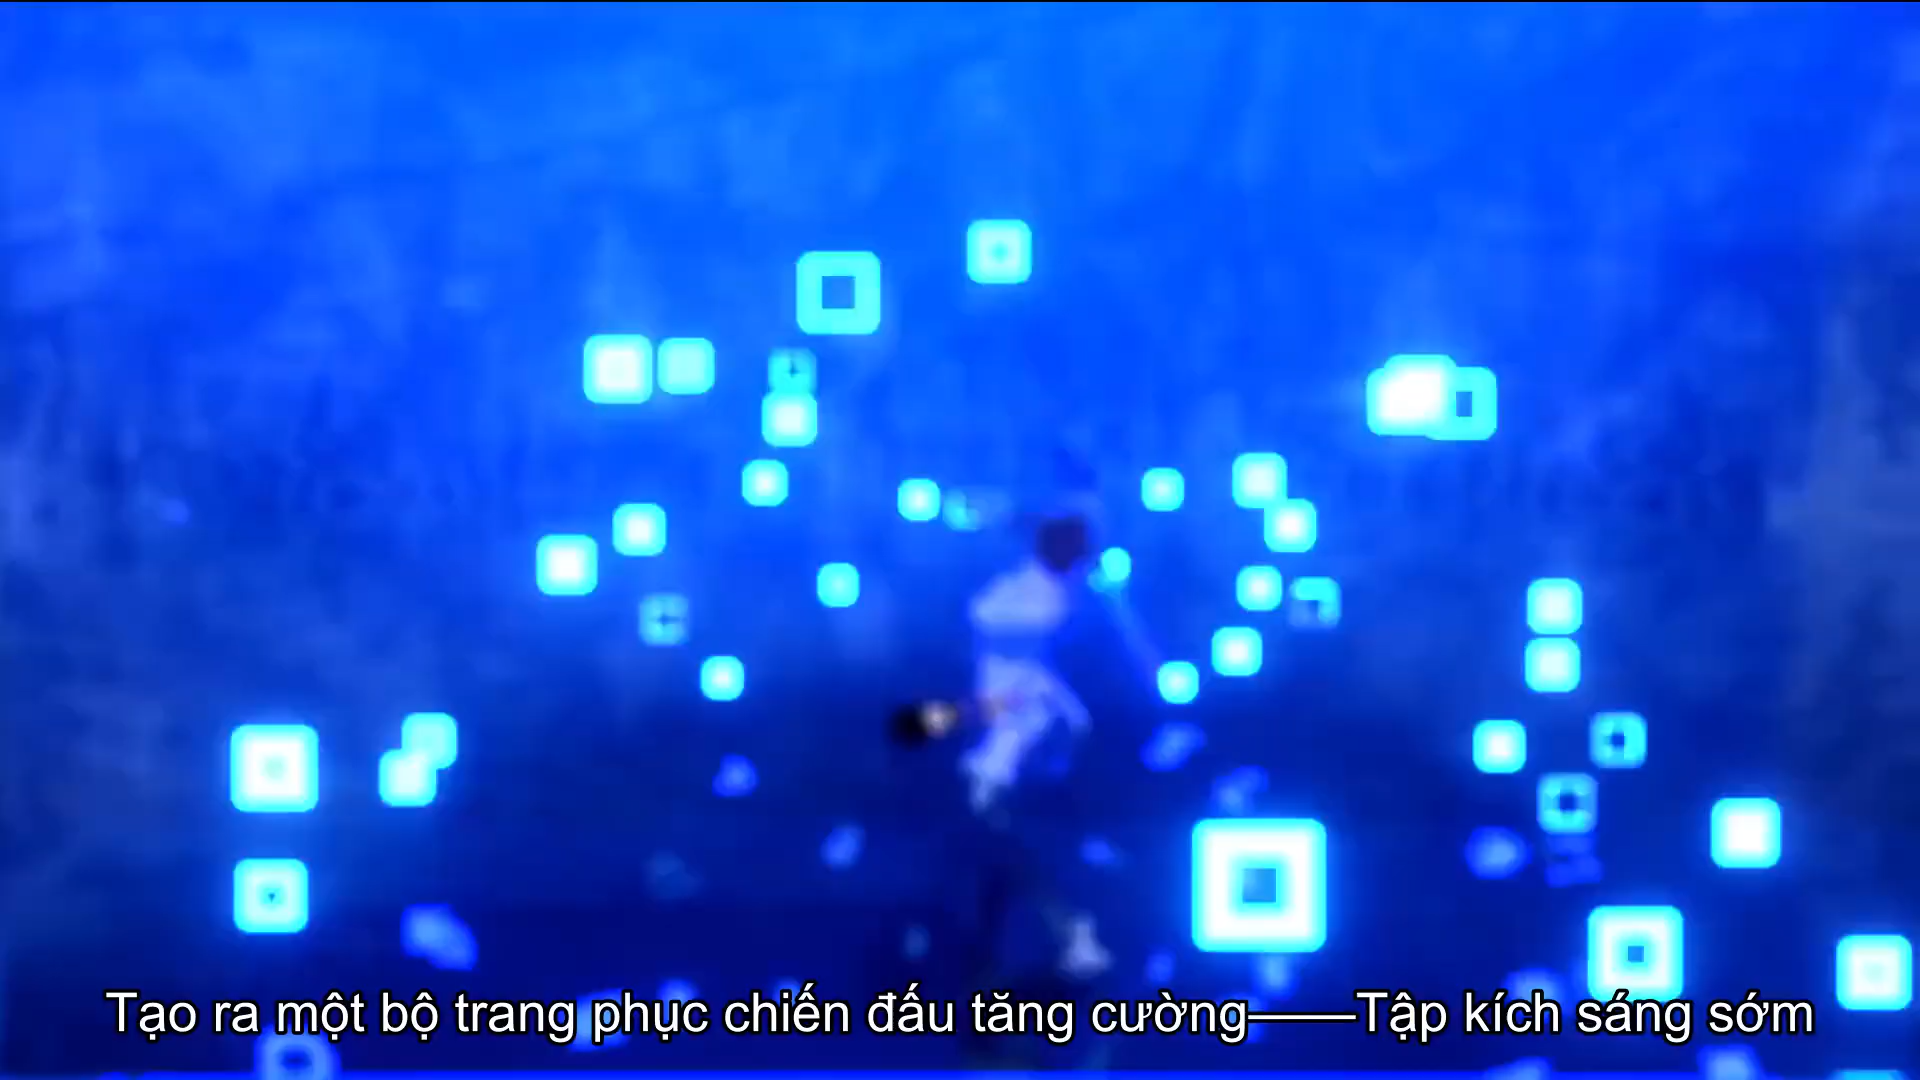 Tạo ra một bộ trang phục chiến đấu tăng cường——Tập kích sáng sớm